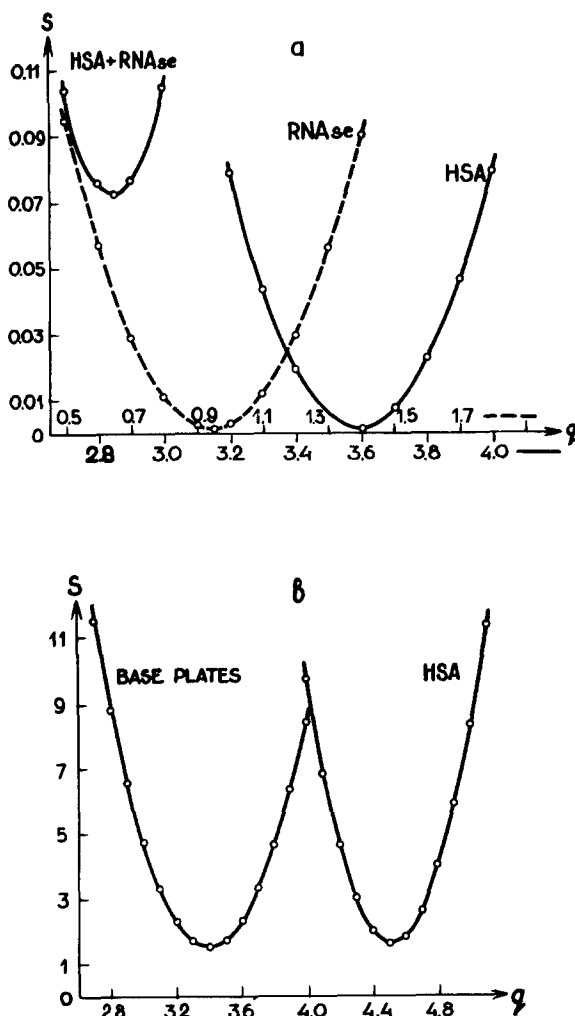 S
a
HSA+RNAse
0.11
RNAse
0.09
HSA
0.07
0.05
0.03
0.01
0.5 0.7 0.9 1.1 1.3 1.5 1.7
0
q
2.8 3.0 3.2 3.4 3.6 3.8 4.0
S
b
11
BASE PLATES
HSA
9
7
5
3
1
0
q
2.8 3.2 3.6 4.0 4.4 4.8